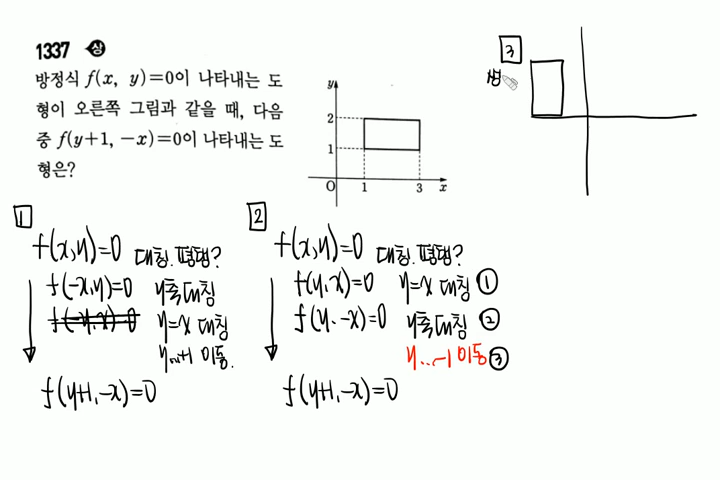 1337 상
방정식 f(x, y)=0이 나타내는 도
형이 오른쪽 그림과 같을 때, 다음
중 f(y+1, -x)=0이 나타내는 도
형은?
y
2
1
O 1 3 x
1
f(x,y)=0 대칭.평행?
f(-x,y)=0 y축 대칭
f(-y,x)=0 y=x 대칭
y~+1 이동.
f(y+1,-x)=0
2
f(x,y)=0 대칭.평행?
f(y,x)=0 y=x 대칭 ①
f(y,-x)=0 y축 대칭 ②
y...-1 이동 ③
f(y+1,-x)=0
3